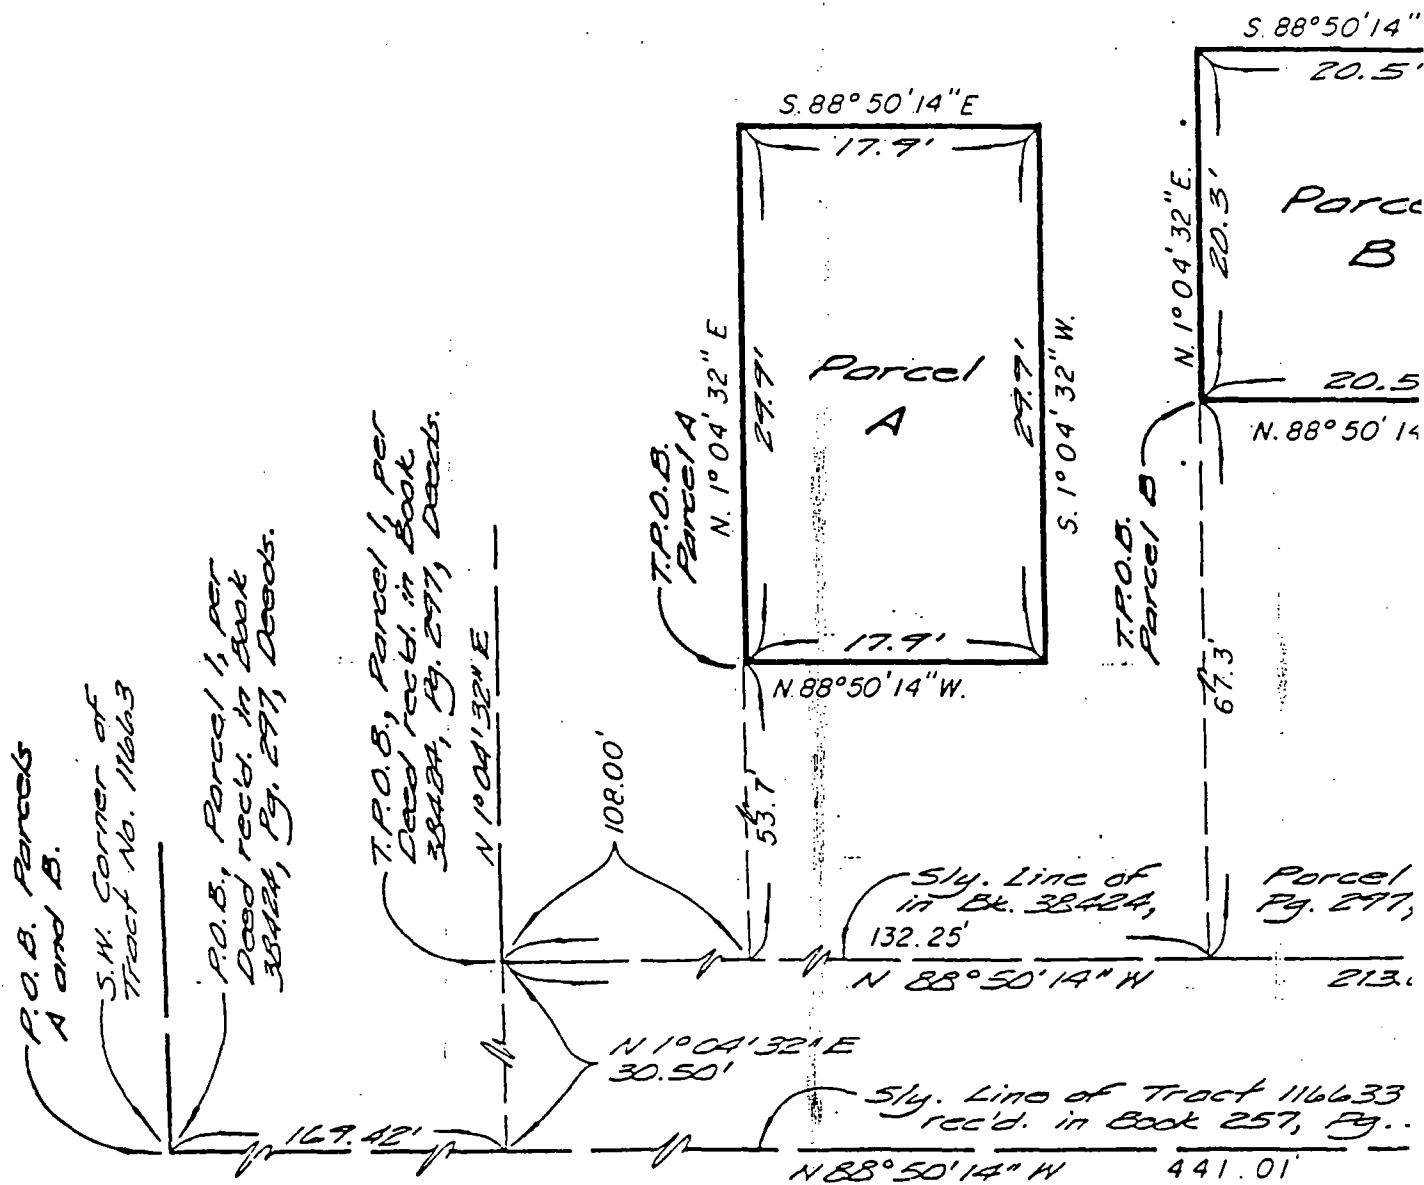 S. 88°50'14"
20.5'
N. 1°04'32" E.
20.3'
Parc
B
20.5
N. 88°50'14
T.P.O.B.
Parcel B
67.3'
S. 88°50'14" E
17.9'
N. 1°04'32" E
29.9'
Parcel
A
29.9'
S. 1°04'32" W.
17.9'
N. 88°50'14" W.
T.P.O.B.
Parcel A
53.7'
T.P.O.B., Parcel 1, per
Deed rec'd. in Book
38424, Pg. 297, Deeds.
N 1°04'32" E
108.00'
P.O.B. Parcels
A and B.
S.W. Corner of
Tract No. 11663
P.O.B., Parcel 1, per
Deed rec'd. in Book
38424, Pg. 297, Deeds.
Sly. Line of Parcel
in Bk. 38424, Pg. 297,
132.25'
N 88°50'14" W 213.
N 1°04'32" E
30.50'
Sly. Line of Tract 116633
rec'd. in Book 257, Pg.
169.42'
N 88°50'14" W 441.01'